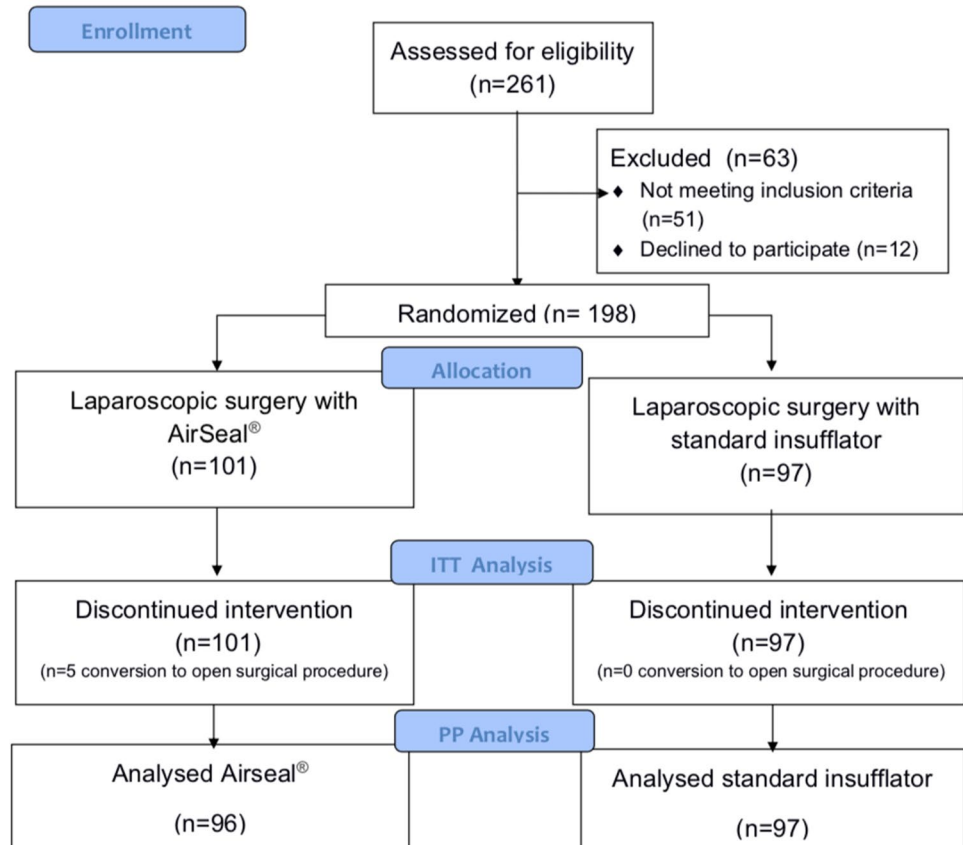 Enrollment
Assessed for eligibility
(n=261)
Excluded (n=63)
♦ Not meeting inclusion criteria
(n=51)
♦ Declined to participate (n=12)
Randomized (n= 198)
Allocation
Laparoscopic surgery with
AirSeal®
(n=101)
Laparoscopic surgery with
standard insufflator
(n=97)
ITT Analysis
Discontinued intervention
(n=101)
(n=5 conversion to open surgical procedure)
Discontinued intervention
(n=97)
(n=0 conversion to open surgical procedure)
PP Analysis
Analysed Airseal®
(n=96)
Analysed standard insufflator
(n=97)